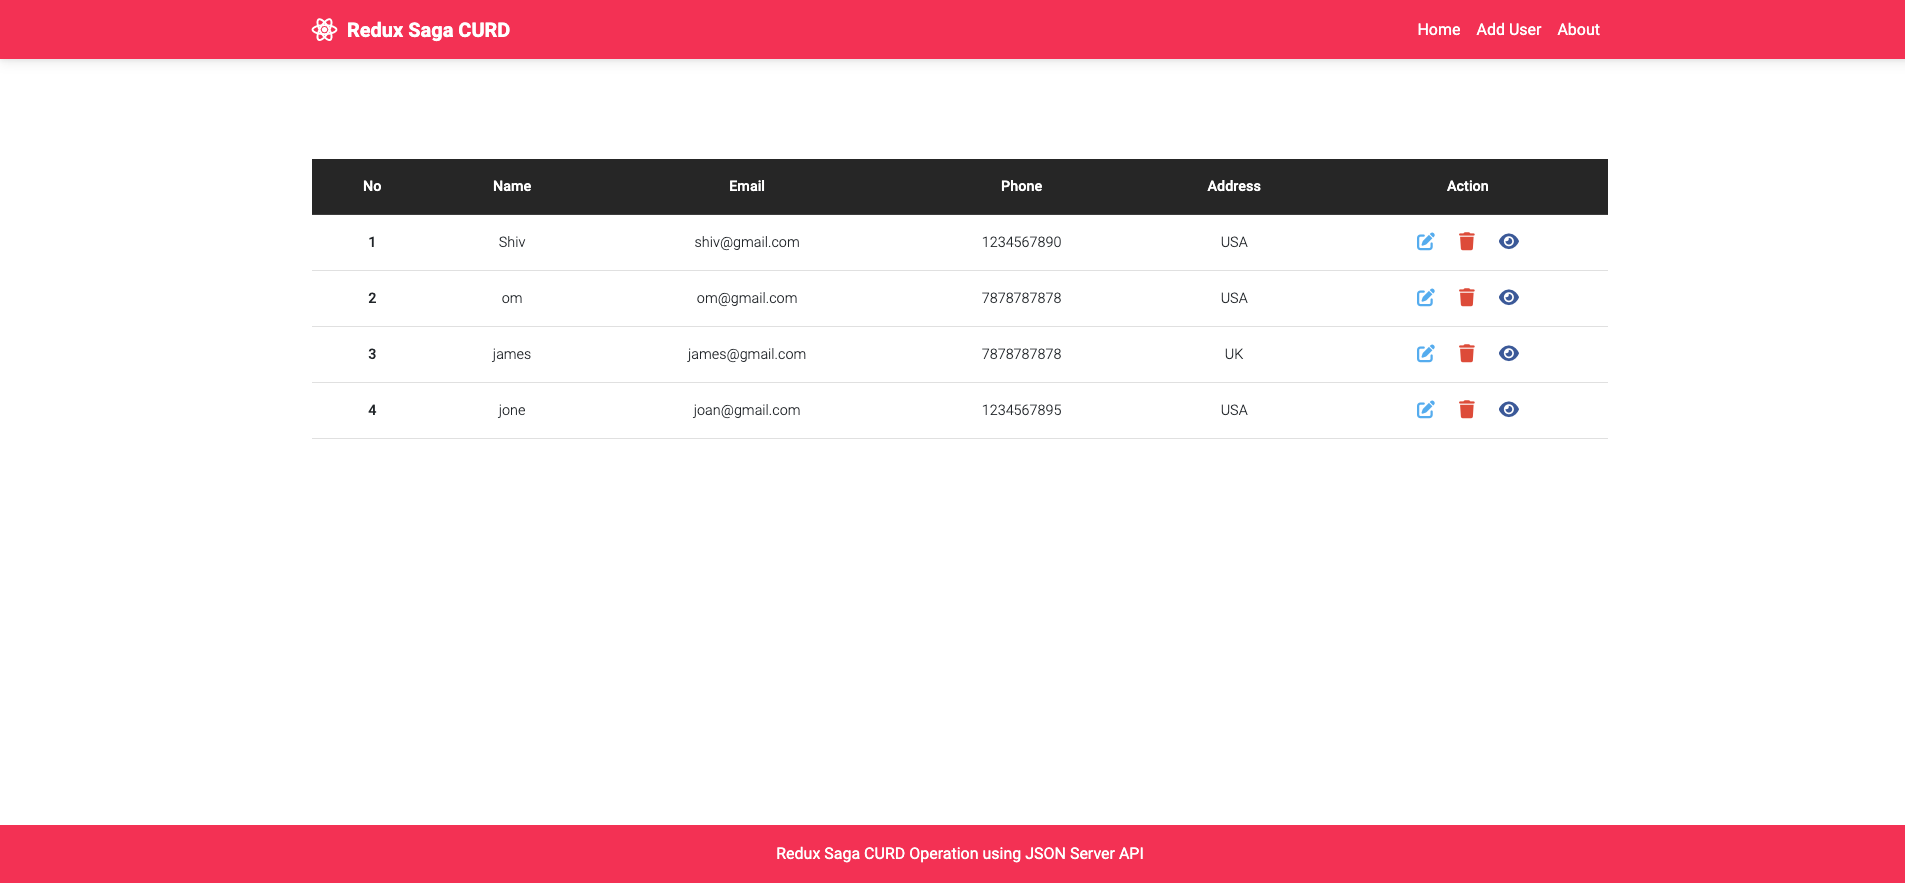 Redux Saga CURD Home Add User About
No Name Email Phone Address Action
1 Shiv shiv@gmail.com 1234567890 USA
2 om om@gmail.com 7878787878 USA
3 james james@gmail.com 7878787878 UK
4 jone joan@gmail.com 1234567895 USA
Redux Saga CURD Operation using JSON Server API